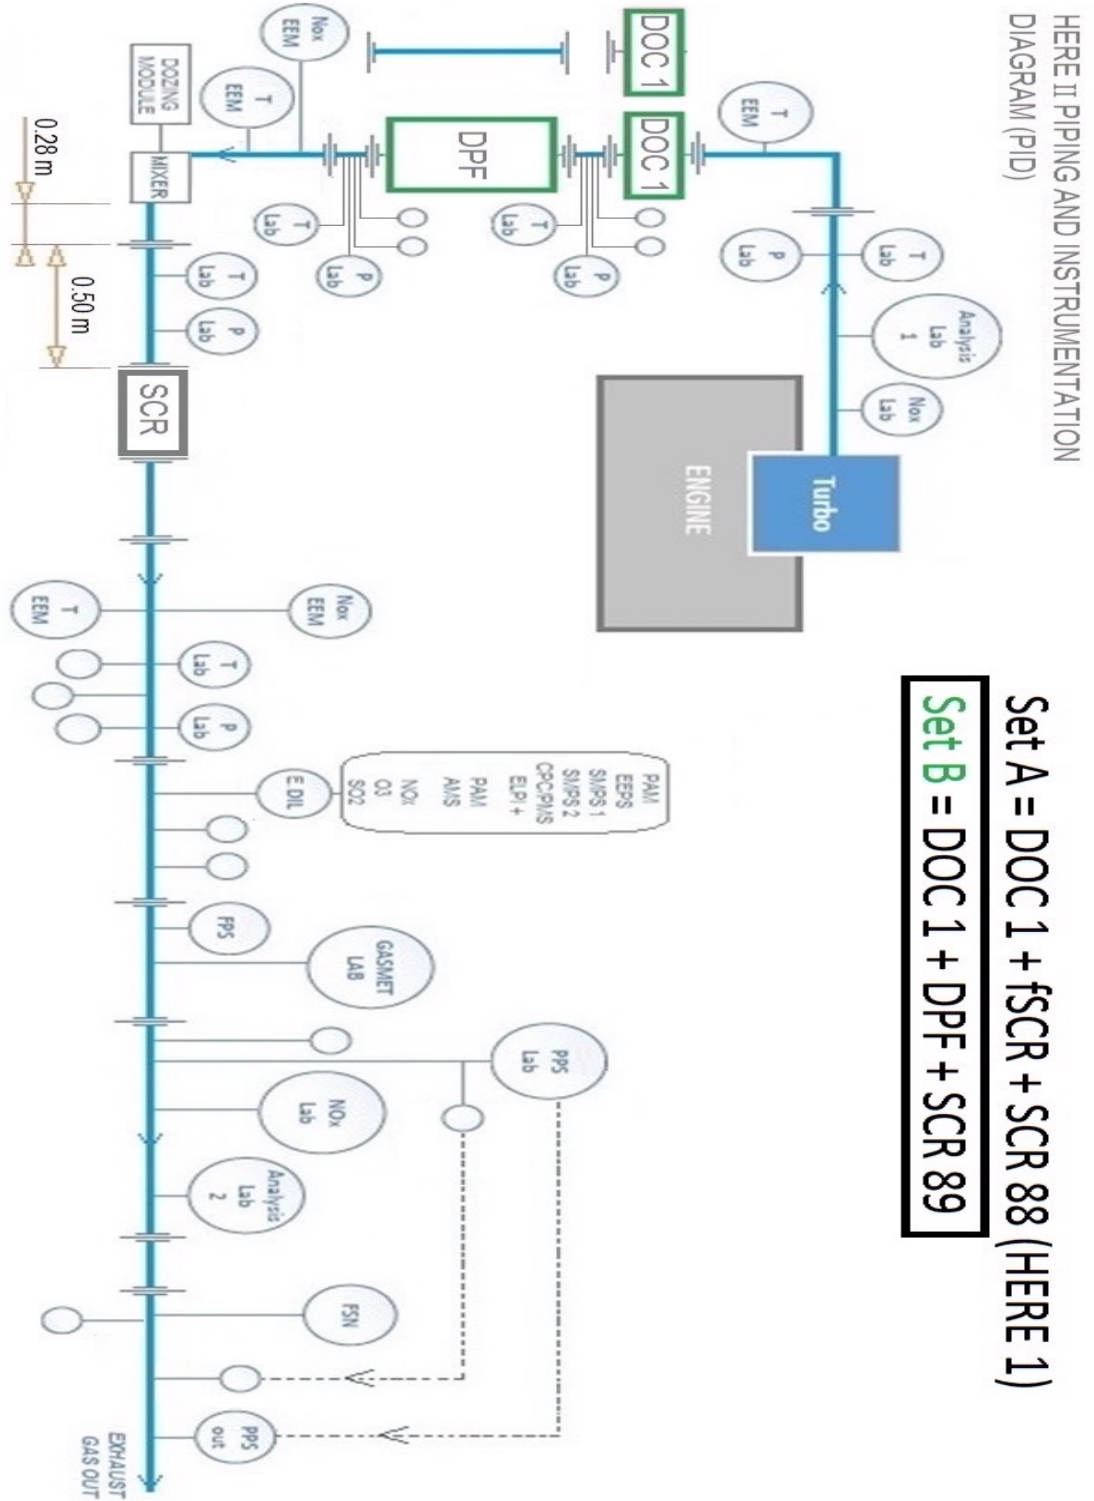 HERE II PIPING AND INSTRUMENTATION
DIAGRAM (PID)
Set A = DOC 1 + fSCR + SCR 88 (HERE 1)
Set B = DOC 1 + DPF + SCR 89
Analysis
Lab
1
Nox
Lab
T
Lab
P
Lab
Turbo
ENGINE
T
EEM
DOC 1
DOC 1
T
Lab
P
Lab
DPF
T
Lab
P
Lab
Nox
EEM
T
EEM
DOZING
MODULE
MIXER
0.28 m
0.50 m
T
Lab
P
Lab
SCR
Nox
EEM
T
EEM
T
Lab
P
Lab
PAM
EEPS
SMPS 1
SMPS 2
CPC/PMS
ELPI +
PAM
AMS
NOx
O3
SO2
E.DIL
FPS
GASMET
LAB
PPS
Lab
NOx
Lab
Analysis
Lab
2
FSN
PPS
out
EXHAUST
GAS OUT